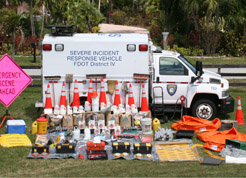 SEVERE INCIDENT
RESPONSE VEHICLE
FDOT DISTRICT IV
EMERGENCY
SCENE
AHEAD